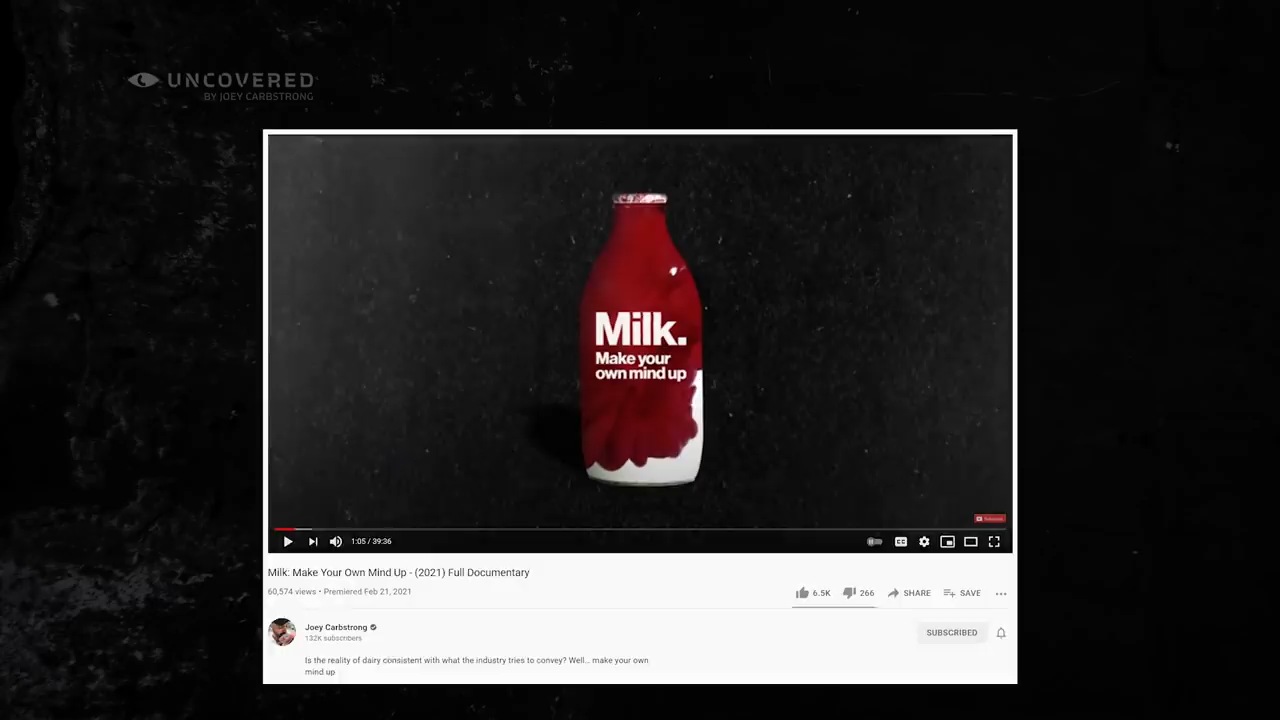 UNCOVERED
BY JOEY CARBSTRONG
Milk.
Make your
own mind up
1:05 / 39:36
CC
Milk: Make Your Own Mind Up - (2021) Full Documentary
60,574 views • Premiered Feb 21, 2021
6.5K 266 SHARE SAVE
Joey Carbstrong
132K subscribers
SUBSCRIBED
Is the reality of dairy consistent with what the industry tries to convey? Well... make your own
mind up